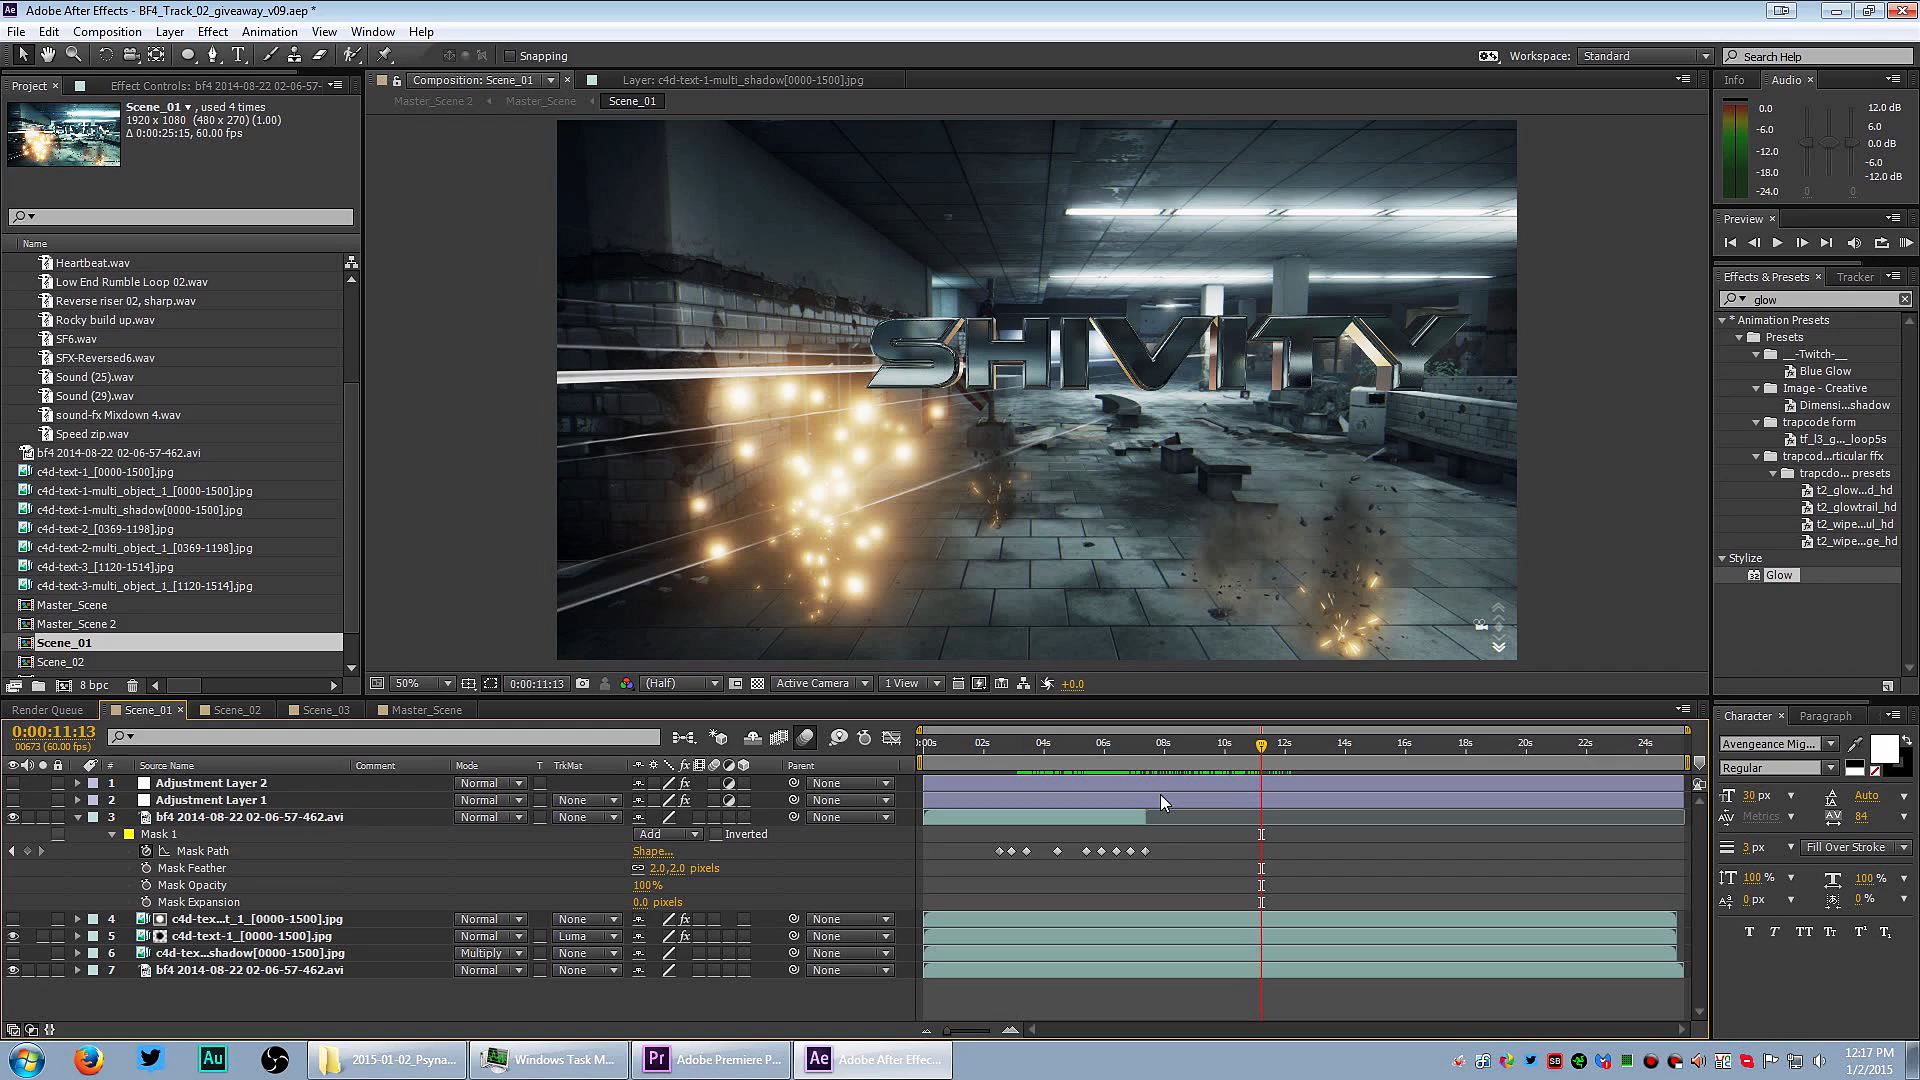 Adobe After Effects - BF4_Track_02_giveaway_v09.aep *
File Edit Composition Layer Effect Animation View Window Help
Snapping
Workspace: Standard
Search Help
Project × Effect Controls: bf4 2014-08-22 02-06-57-
Scene_01 ▾ , used 4 times
1920 x 1080 (480 x 270) (1.00)
Δ 0:00:25:15, 60.00 fps
Name
Heartbeat.wav
Low End Rumble Loop 02.wav
Reverse riser 02, sharp.wav
Rocky build up.wav
SF6.wav
SFX-Reversed6.wav
Sound (25).wav
Sound (29).wav
sound-fx Mixdown 4.wav
Speed zip.wav
bf4 2014-08-22 02-06-57-462.avi
c4d-text-1_[0000-1500].jpg
c4d-text-1-multi_object_1_[0000-1500].jpg
c4d-text-1-multi_shadow[0000-1500].jpg
c4d-text-2_[0369-1198].jpg
c4d-text-2-multi_object_1_[0369-1198].jpg
c4d-text-3_[1120-1514].jpg
c4d-text-3-multi_object_1_[1120-1514].jpg
Master_Scene
Master_Scene 2
Scene_01
Scene_02
8 bpc
Composition: Scene_01 Layer: c4d-text-1-multi_shadow[0000-1500].jpg
Master_Scene 2 Master_Scene Scene_01
SHIVITY
50% 0:00:11:13 (Half) Active Camera 1 View +0.0
Info Audio ×
0.0
-6.0
-12.0
-18.0
-24.0
12.0 dB
6.0
0.0 dB
-6.0
-12.0 dB
0 0
Preview ×
Effects & Presets × Tracker
glow
* Animation Presets
Presets
__-Twitch-__
Blue Glow
Image - Creative
Dimensi...shadow
trapcode form
tf_l3_g..._loop5s
trapcod...rticular ffx
trapcdo... presets
t2_glow...d_hd
t2_glowtrail_hd
t2_wipe...ul_hd
t2_wipe...ge_hd
Stylize
Glow
Render Queue Scene_01 × Scene_02 Scene_03 Master_Scene
0:00:11:13
00673 (60.00 fps)
):00s 02s 04s 06s 08s 10s 12s 14s 16s 18s 20s 22s 24s
# Source Name Comment Mode T TrkMat fx Parent
1 Adjustment Layer 2 Normal fx None
2 Adjustment Layer 1 Normal None fx None
3 bf4 2014-08-22 02-06-57-462.avi Normal None None
Mask 1 Add Inverted
Mask Path Shape...
Mask Feather 2.0,2.0 pixels
Mask Opacity 100%
Mask Expansion 0.0 pixels
4 c4d-tex...t_1_[0000-1500].jpg Normal None fx None
5 c4d-text-1_[0000-1500].jpg Normal Luma fx None
6 c4d-tex...shadow[0000-1500].jpg Multiply None None
7 bf4 2014-08-22 02-06-57-462.avi Normal None None
Character × Paragraph
Avengeance Mig...
Regular
30 px Auto
Metrics 84
3 px Fill Over Stroke
100 % 100 %
0 px 0 %
T T TT Tt T¹ T₁
2015-01-02_Psyna... Windows Task M... Adobe Premiere P... Adobe After Effec...
Au
Pr
Ae
12:17 PM
1/2/2015